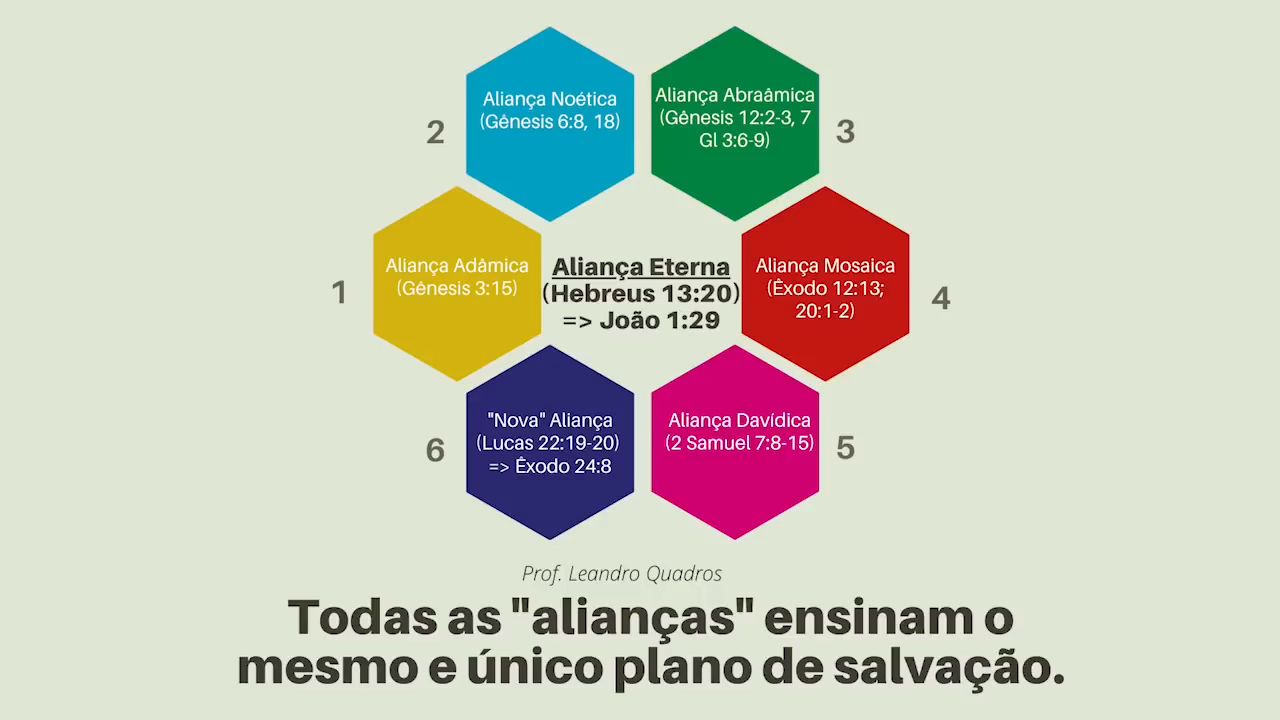 Aliança Noética
(Gênesis 6:8, 18)
2
Aliança Abraâmica
(Gênesis 12:2-3, 7
Gl 3:6-9)
3
Aliança Adâmica
(Gênesis 3:15)
1
Aliança Eterna
(Hebreus 13:20)
=> João 1:29
Aliança Mosaica
(Êxodo 12:13;
20:1-2)
4
"Nova" Aliança
(Lucas 22:19-20)
=> Êxodo 24:8
6
Aliança Davídica
(2 Samuel 7:8-15)
5
Prof. Leandro Quadros
Todas as "alianças" ensinam o
mesmo e único plano de salvação.